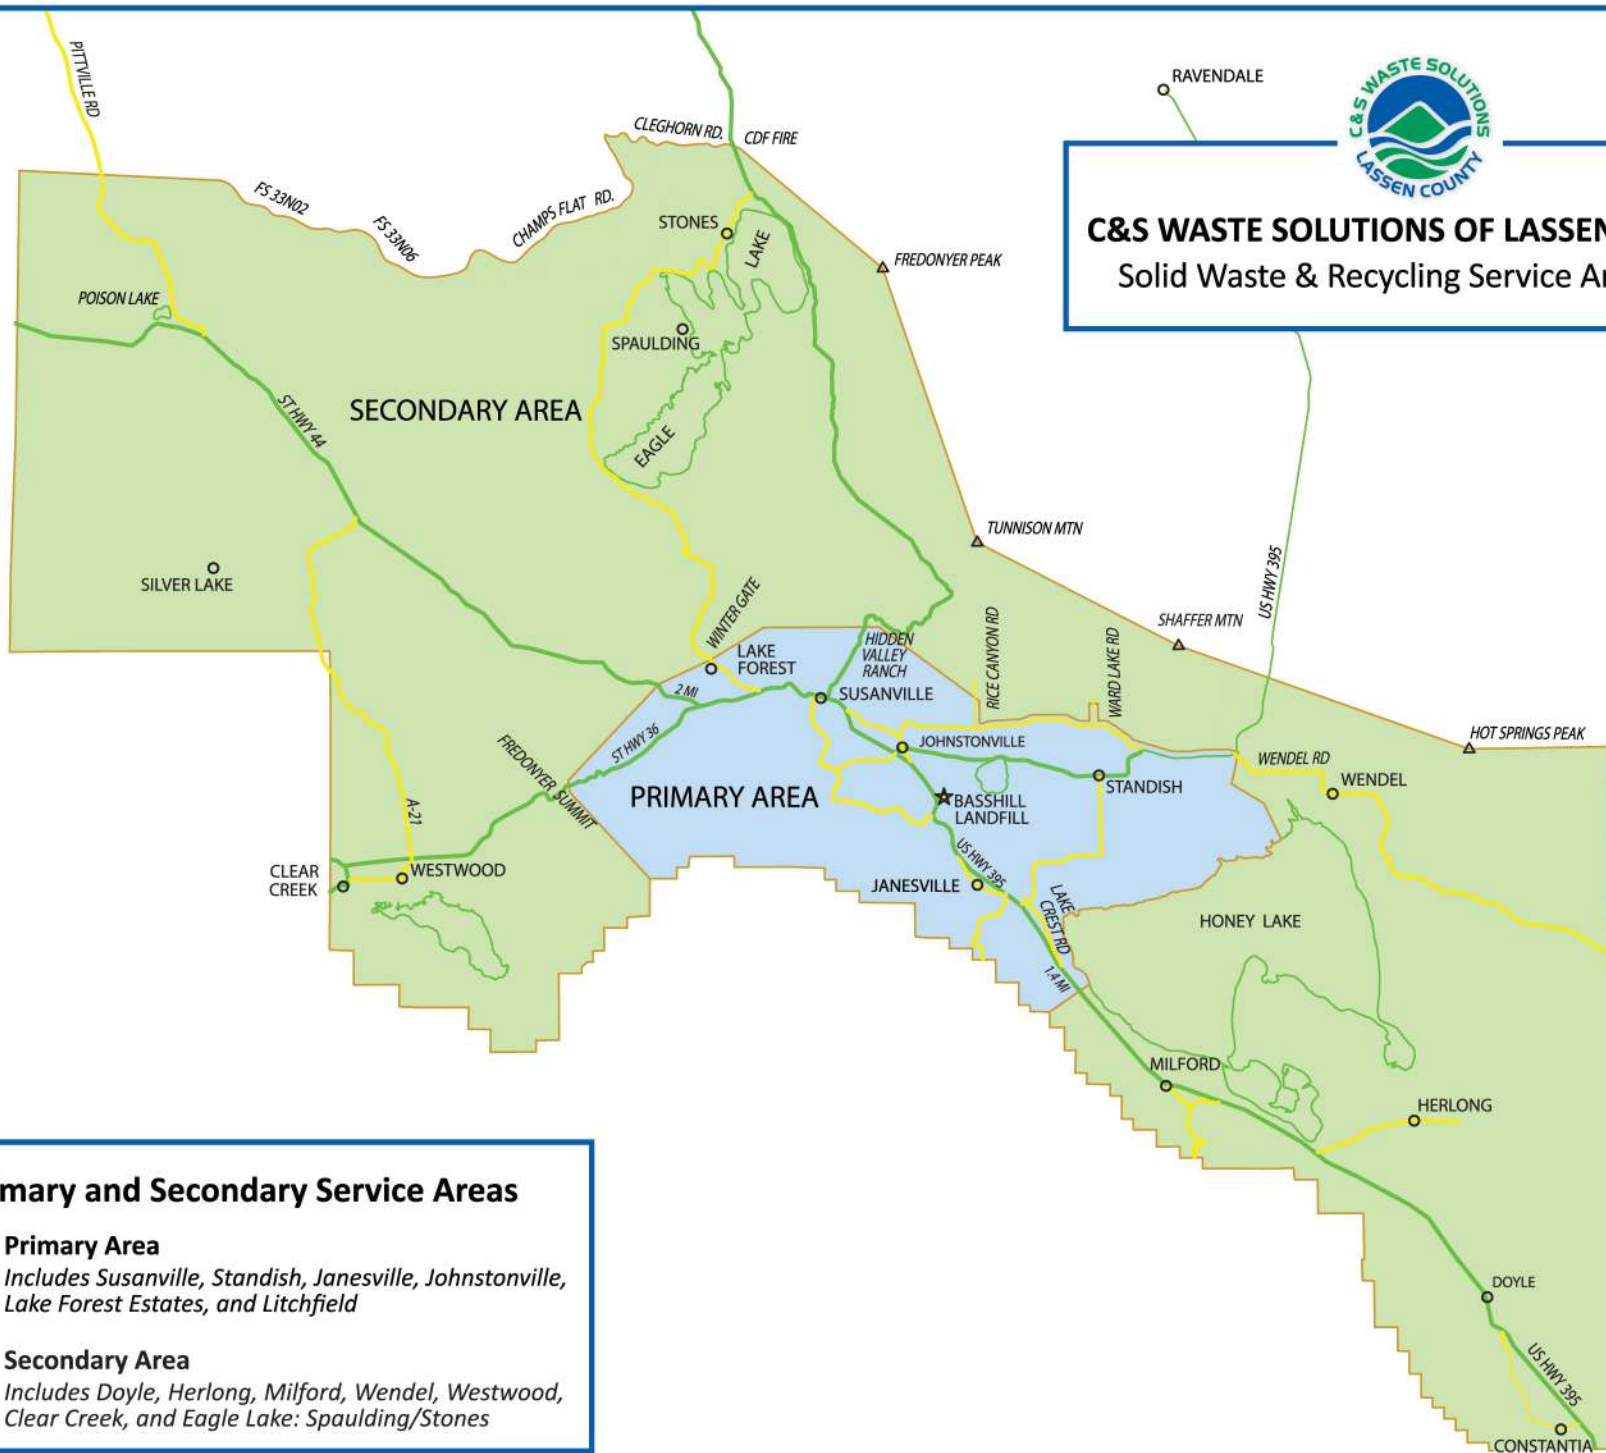 PITTVILLE RD
RAVENDALE
C&S WASTE SOLUTIONS
LASSEN COUNTY
C&S WASTE SOLUTIONS OF LASSEN
Solid Waste & Recycling Service Ar
CLEGHORN RD.
CDF FIRE
FS 33N02
FS 33N06
CHAMPS FLAT RD.
STONES
LAKE
FREDONYER PEAK
POISON LAKE
SPAULDING
ST HWY 44
SECONDARY AREA
EAGLE
TUNNISON MTN
US HWY 395
SILVER LAKE
WINTER GATE
SHAFFER MTN
HIDDEN
VALLEY
RANCH
RICE CANYON RD
WARD LAKE RD
LAKE
FOREST
2 MI
SUSANVILLE
ST HWY 36
JOHNSTONVILLE
HOT SPRINGS PEAK
WENDEL RD
WENDEL
FREDONYER SUMMIT
PRIMARY AREA
BASSHILL
LANDFILL
STANDISH
A-21
CLEAR
CREEK
WESTWOOD
US HWY 395
JANESVILLE
LAKE
CREST RD
HONEY LAKE
1.4 MI
MILFORD
HERLONG
DOYLE
US HWY 395
CONSTANTIA
mary and Secondary Service Areas
Primary Area
Includes Susanville, Standish, Janesville, Johnstonville,
Lake Forest Estates, and Litchfield
Secondary Area
Includes Doyle, Herlong, Milford, Wendel, Westwood,
Clear Creek, and Eagle Lake: Spaulding/Stones